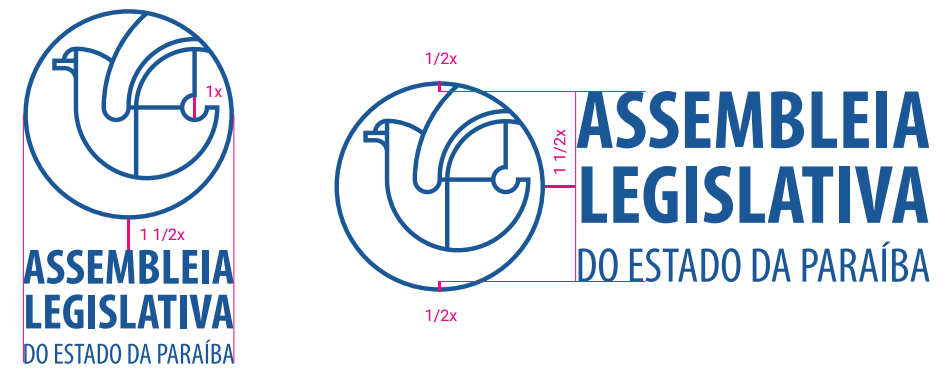 1x
1 1/2x
ASSEMBLEIA
LEGISLATIVA
DO ESTADO DA PARAÍBA
1/2x
1 1/2x
ASSEMBLEIA
LEGISLATIVA
DO ESTADO DA PARAÍBA
1/2x